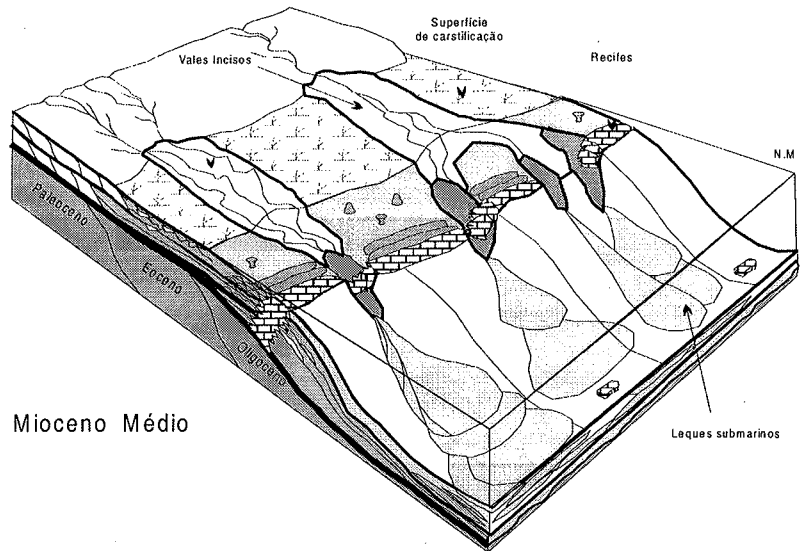 Superfície
de carstificação
Vales Incisos
Recifes
N.M
Paleoceno
Eoceno
Oligoceno
Mioceno Médio
Leques submarinos